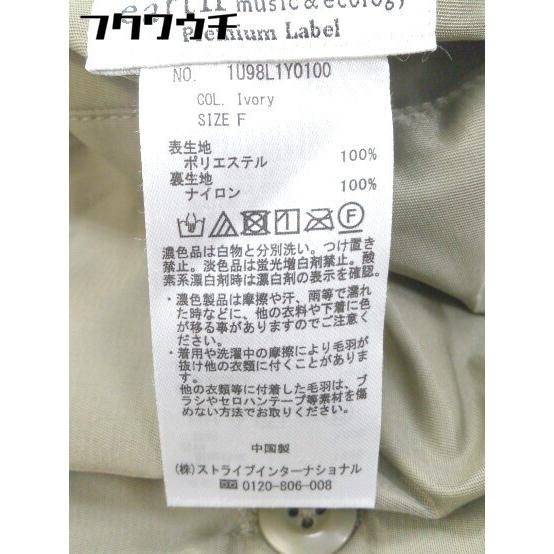 earth music & ecology
フクウウチ
Premium Label
NO. 1U98L1Y0100
COL. Ivory
SIZE F
表生地
ポリエステル 100%
裏生地
ナイロン 100%
濃色品は白物と分別洗い。つけ置き
禁止。淡色品は蛍光増白剤禁止。酸
素系漂白剤時は漂白剤の表示を確認。
・濃色製品は摩擦や汗、雨等で濡れ
た時などに、他の衣料や下着に色
が移る事がありますのでご注意く
ださい。
・着用や洗濯中の摩擦により毛羽が
抜け他の衣類に付くことがありま
す。
他の衣類等に付着した毛羽は、ブ
ラシやセロハンテープ等素材を傷
めない方法でお取りください。
中国製
(株)ストライプインターナショナル
0120-806-008